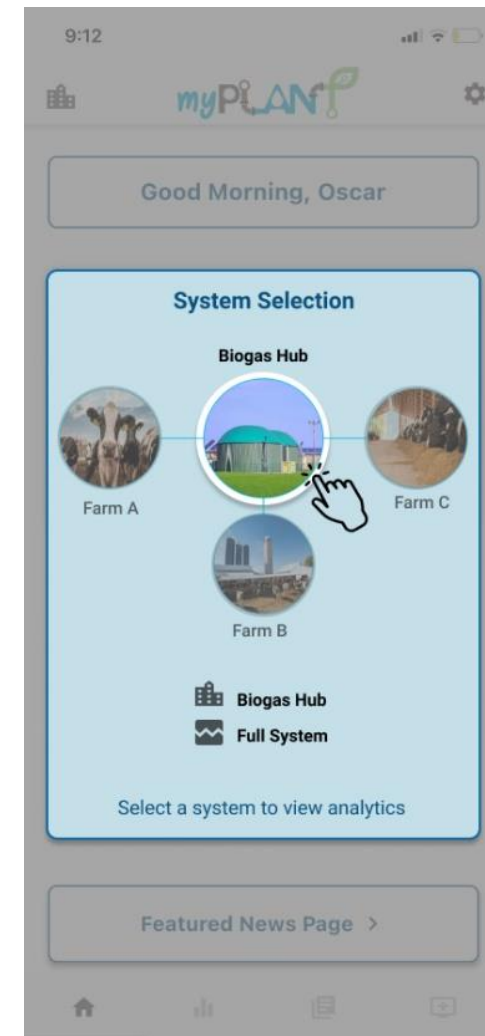 9:12
myPLANT
Good Morning, Oscar
System Selection
Biogas Hub
Farm A
Farm C
Farm B
Biogas Hub
Full System
Select a system to view analytics
Featured News Page >